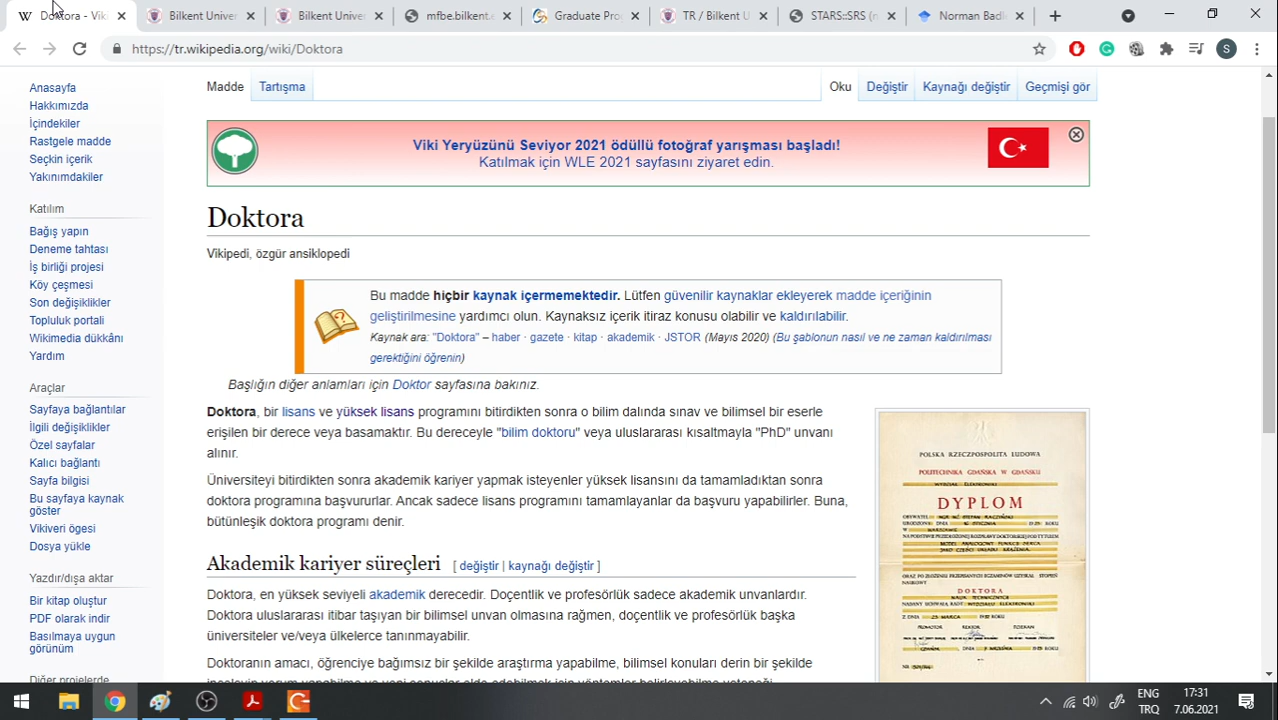 Doktora - Viki
Bilkent Univer
Bilkent Univer
mfbe.bilkent.e
Graduate Pro
TR / Bilkent U
STARS::SRS (n
Norman Badl
https://tr.wikipedia.org/wiki/Doktora
S
Anasayfa
Hakkımızda
İçindekiler
Rastgele madde
Seçkin içerik
Yakınımdakiler
Katılım
Bağış yapın
Deneme tahtası
İş birliği projesi
Köy çeşmesi
Son değişiklikler
Topluluk portali
Wikimedia dükkânı
Yardım
Araçlar
Sayfaya bağlantılar
İlgili değişiklikler
Özel sayfalar
Kalıcı bağlantı
Sayfa bilgisi
Bu sayfaya kaynak
göster
Vikiveri ögesi
Dosya yükle
Yazdır/dışa aktar
Bir kitap oluştur
PDF olarak indir
Basılmaya uygun
görünüm
Diğer projelerde
Madde Tartışma Oku Değiştir Kaynağı değiştir Geçmişi gör
Viki Yeryüzünü Seviyor 2021 ödüllü fotoğraf yarışması başladı!
Katılmak için WLE 2021 sayfasını ziyaret edin.
Doktora
Vikipedi, özgür ansiklopedi
Bu madde hiçbir kaynak içermemektedir. Lütfen güvenilir kaynaklar ekleyerek madde içeriğinin
geliştirilmesine yardımcı olun. Kaynaksız içerik itiraz konusu olabilir ve kaldırılabilir.
Kaynak ara: "Doktora" – haber · gazete · kitap · akademik · JSTOR (Mayıs 2020) (Bu şablonun nasıl ve ne zaman kaldırılması
gerektiğini öğrenin)
Başlığın diğer anlamları için Doktor sayfasına bakınız.
Doktora, bir lisans ve yüksek lisans programını bitirdikten sonra o bilim dalında sınav ve bilimsel bir eserle
erişilen bir derece veya basamaktır. Bu dereceyle "bilim doktoru" veya uluslararası kısaltmayla "PhD" unvanı
alınır.
Üniversiteyi bitirdikten sonra akademik kariyer yapmak isteyenler yüksek lisansını da tamamladıktan sonra
doktora programına başvururlar. Ancak sadece lisans programını tamamlayanlar da başvuru yapabilirler. Buna,
bütünleşik doktora programı denir.
Akademik kariyer süreçleri [ değiştir | kaynağı değiştir ]
Doktora, en yüksek seviyeli akademik derecedir. Doçentlik ve profesörlük sadece akademik unvanlardır.
Doktora uluslararası itibar taşıyan bir bilimsel unvan olmasına rağmen, doçentlik ve profesörlük başka
üniversiteler ve/veya ülkelerce tanınmayabilir.
Doktoranın amacı, öğrenciye bağımsız bir şekilde araştırma yapabilme, bilimsel konuları derin bir şekilde
POLSKA RZECZPOSPOLITA LUDOWA
POLITECHNIKA GDAŃSKA W GDAŃSKU
DYPLOM
DOKTORA
ENG
TRQ
17:31
7.06.2021